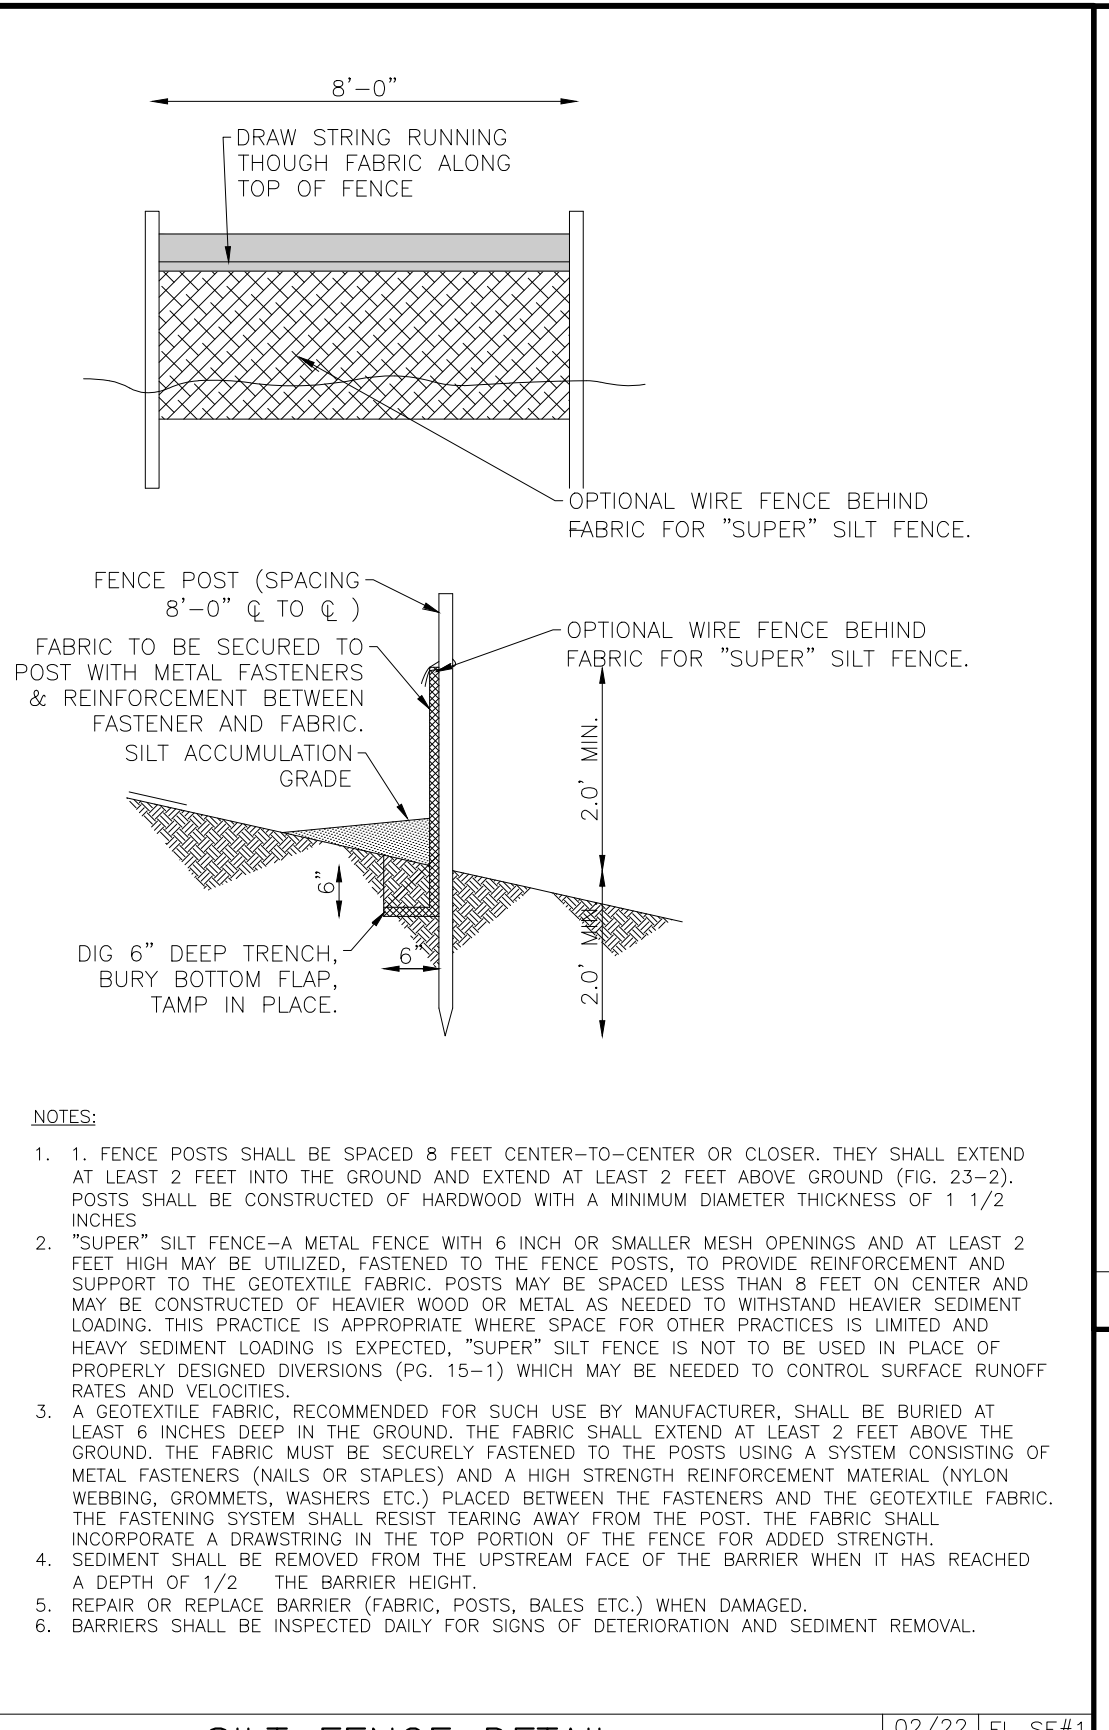 8'-0"
DRAW STRING RUNNING
THOUGH FABRIC ALONG
TOP OF FENCE
OPTIONAL WIRE FENCE BEHIND
FABRIC FOR "SUPER" SILT FENCE.
FENCE POST (SPACING
8'-0" ℄ TO ℄ )
OPTIONAL WIRE FENCE BEHIND
FABRIC FOR "SUPER" SILT FENCE.
FABRIC TO BE SECURED TO
POST WITH METAL FASTENERS
& REINFORCEMENT BETWEEN
FASTENER AND FABRIC.
SILT ACCUMULATION
GRADE
2.0' MIN.
6"
2.0' MIN.
DIG 6" DEEP TRENCH,
BURY BOTTOM FLAP,
TAMP IN PLACE.
6"
NOTES:
1. 1. FENCE POSTS SHALL BE SPACED 8 FEET CENTER-TO-CENTER OR CLOSER. THEY SHALL EXTEND
AT LEAST 2 FEET INTO THE GROUND AND EXTEND AT LEAST 2 FEET ABOVE GROUND (FIG. 23-2).
POSTS SHALL BE CONSTRUCTED OF HARDWOOD WITH A MINIMUM DIAMETER THICKNESS OF 1 1/2
INCHES
2. "SUPER" SILT FENCE-A METAL FENCE WITH 6 INCH OR SMALLER MESH OPENINGS AND AT LEAST 2
FEET HIGH MAY BE UTILIZED, FASTENED TO THE FENCE POSTS, TO PROVIDE REINFORCEMENT AND
SUPPORT TO THE GEOTEXTILE FABRIC. POSTS MAY BE SPACED LESS THAN 8 FEET ON CENTER AND
MAY BE CONSTRUCTED OF HEAVIER WOOD OR METAL AS NEEDED TO WITHSTAND HEAVIER SEDIMENT
LOADING. THIS PRACTICE IS APPROPRIATE WHERE SPACE FOR OTHER PRACTICES IS LIMITED AND
HEAVY SEDIMENT LOADING IS EXPECTED, "SUPER" SILT FENCE IS NOT TO BE USED IN PLACE OF
PROPERLY DESIGNED DIVERSIONS (PG. 15-1) WHICH MAY BE NEEDED TO CONTROL SURFACE RUNOFF
RATES AND VELOCITIES.
3. A GEOTEXTILE FABRIC, RECOMMENDED FOR SUCH USE BY MANUFACTURER, SHALL BE BURIED AT
LEAST 6 INCHES DEEP IN THE GROUND. THE FABRIC SHALL EXTEND AT LEAST 2 FEET ABOVE THE
GROUND. THE FABRIC MUST BE SECURELY FASTENED TO THE POSTS USING A SYSTEM CONSISTING OF
METAL FASTENERS (NAILS OR STAPLES) AND A HIGH STRENGTH REINFORCEMENT MATERIAL (NYLON
WEBBING, GROMMETS, WASHERS ETC.) PLACED BETWEEN THE FASTENERS AND THE GEOTEXTILE FABRIC.
THE FASTENING SYSTEM SHALL RESIST TEARING AWAY FROM THE POST. THE FABRIC SHALL
INCORPORATE A DRAWSTRING IN THE TOP PORTION OF THE FENCE FOR ADDED STRENGTH.
4. SEDIMENT SHALL BE REMOVED FROM THE UPSTREAM FACE OF THE BARRIER WHEN IT HAS REACHED
A DEPTH OF 1/2 THE BARRIER HEIGHT.
5. REPAIR OR REPLACE BARRIER (FABRIC, POSTS, BALES ETC.) WHEN DAMAGED.
6. BARRIERS SHALL BE INSPECTED DAILY FOR SIGNS OF DETERIORATION AND SEDIMENT REMOVAL.
SILT FENCE DETAIL
02/22
SF#1